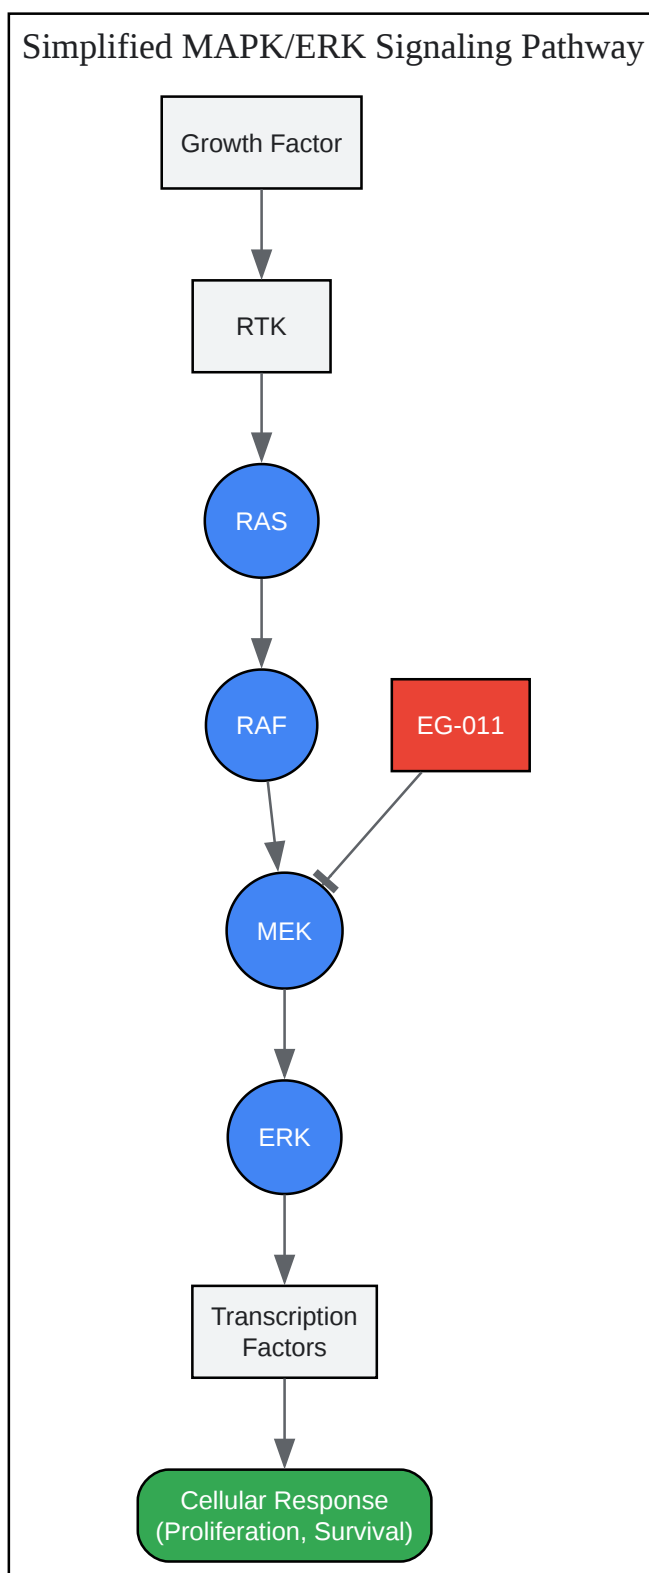 Simplified MAPK/ERK Signaling Pathway
Growth Factor
RTK
RAS
RAF
EG-011
MEK
ERK
Transcription
Factors
Cellular Response
(Proliferation, Survival)